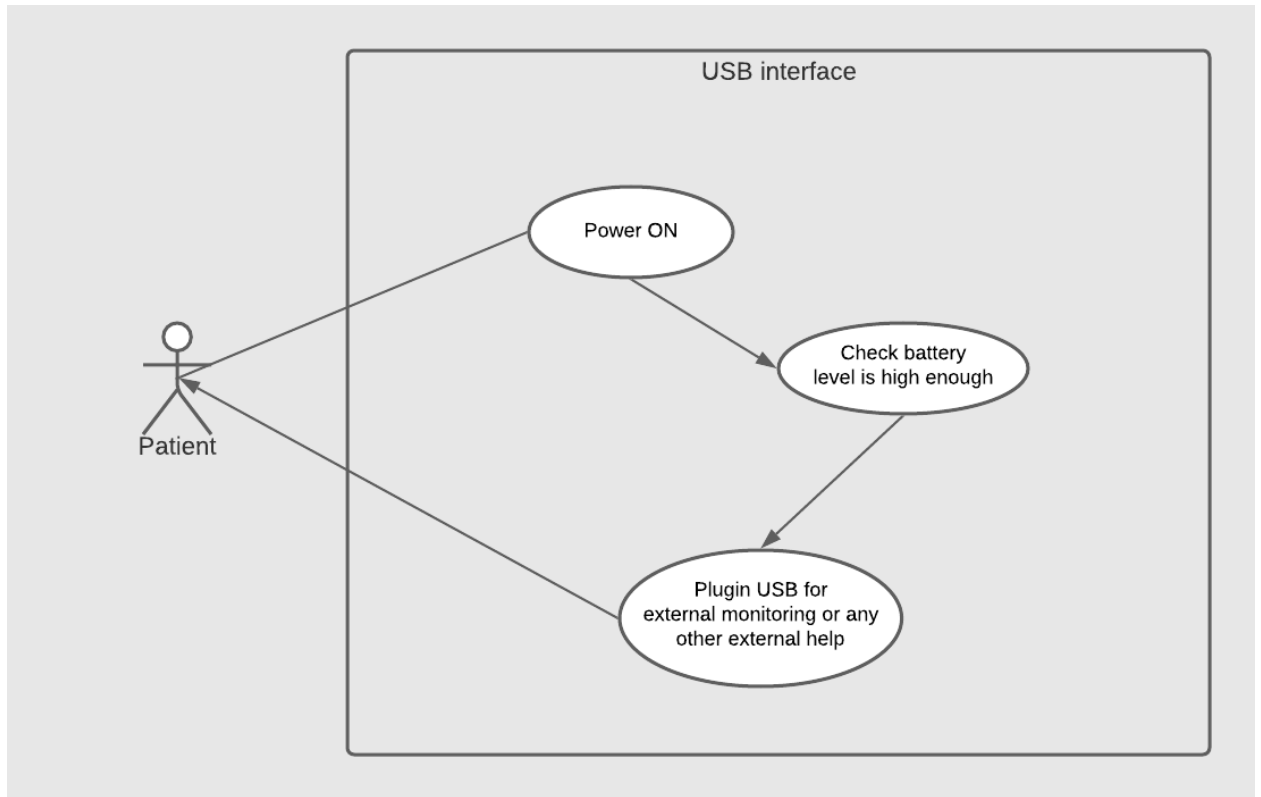 USB interface
Power ON
Check battery
level is high enough
Patient
Plugin USB for
external monitoring or any
other external help